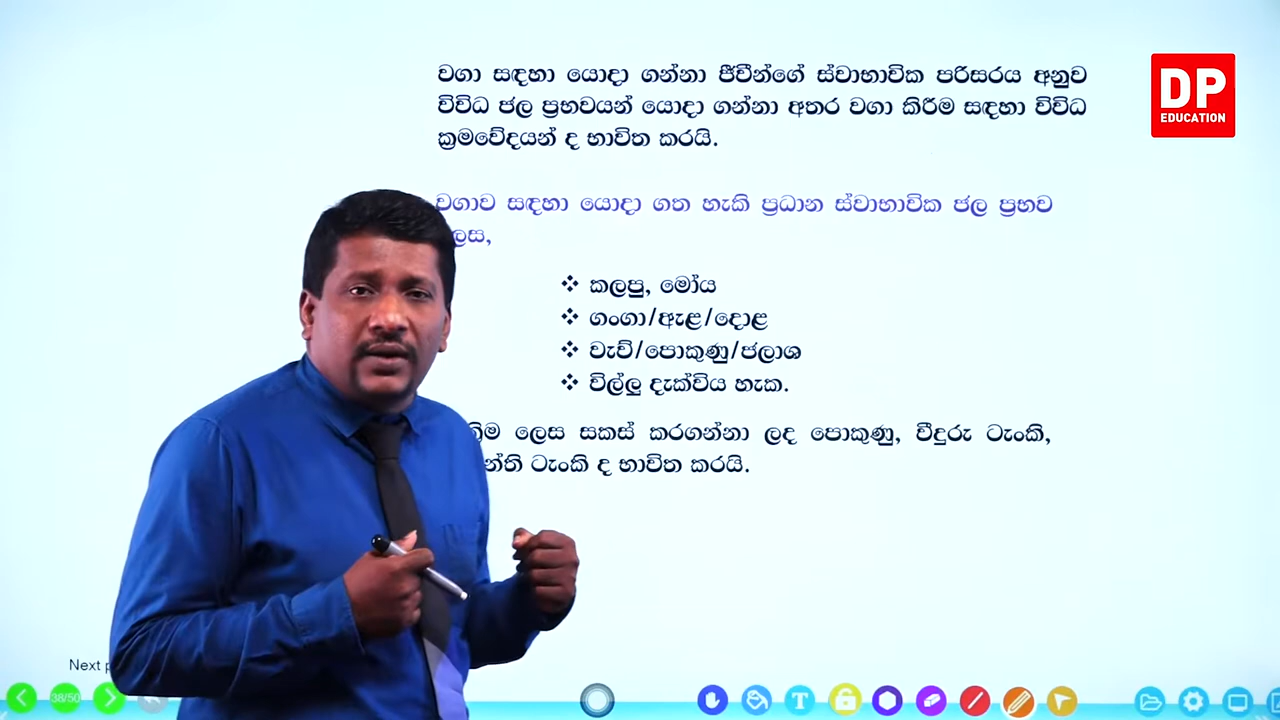 DP
EDUCATION
වගා සඳහා යොදා ගන්නා ජීවීන්ගේ ස්වාභාවික පරිසරය අනුව
විවිධ ජල ප්‍රභවයන් යොදා ගන්නා අතර වගා කිරීම සඳහා විවිධ
ක්‍රමවේදයන් ද භාවිත කරයි.
වගාව සඳහා යොදා ගත හැකි ප්‍රධාන ස්වාභාවික ජල ප්‍රභව
❖ කලපු, මෝය
❖ ගංගා/ඇළ/දොළ
❖ වැව්/පොකුණු/ජලාශ
❖ විල්ලු දැක්විය හැක.
ලෙස සකස් කරගන්නා ලද පොකුණු, වීදුරු ටැංකි,
ටැංකි ද භාවිත කරයි.
Next
38/50